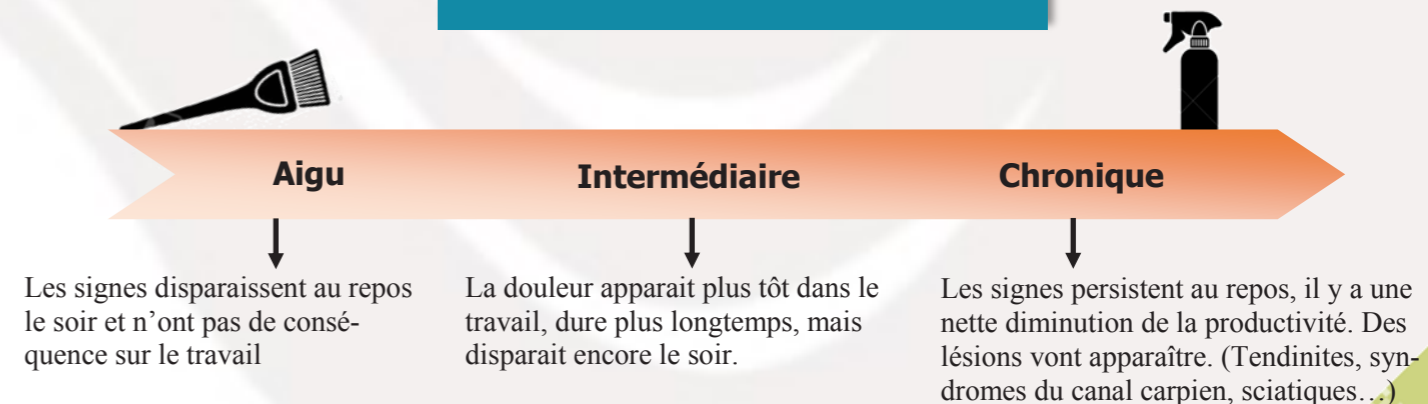 Aigu
Intermédiaire
Chronique
Les signes disparaissent au repos
le soir et n’ont pas de consé-
quence sur le travail
La douleur apparait plus tôt dans le
travail, dure plus longtemps, mais
disparait encore le soir.
Les signes persistent au repos, il y a une
nette diminution de la productivité. Des
lésions vont apparaître. (Tendinites, syn-
dromes du canal carpien, sciatiques…)